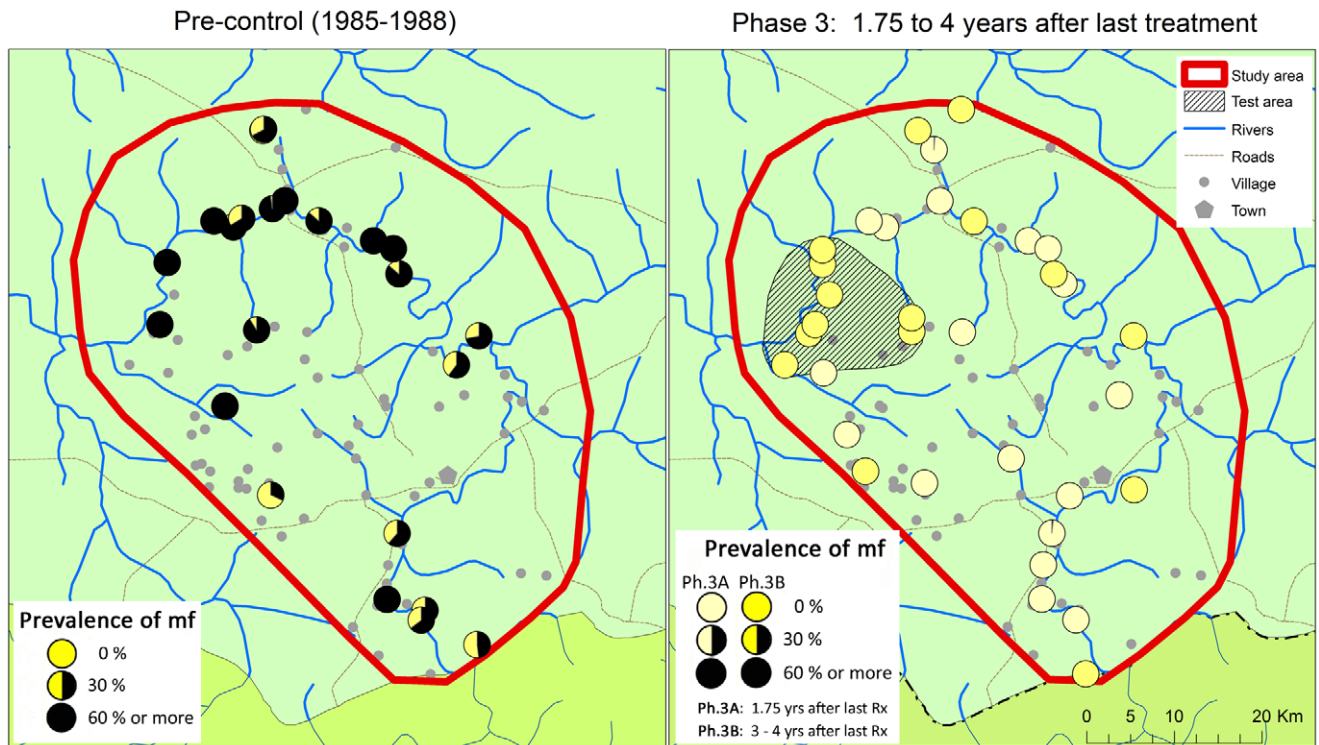 Pre-control (1985-1988)
Phase 3: 1.75 to 4 years after last treatment
Study area
Test area
Rivers
Roads
Village
Town
Prevalence of mf
0 %
30 %
60 % or more
Prevalence of mf
Ph.3A Ph.3B
0 %
30 %
60 % or more
Ph.3A: 1.75 yrs after last Rx
Ph.3B: 3 - 4 yrs after last Rx
0 5 10 20 Km